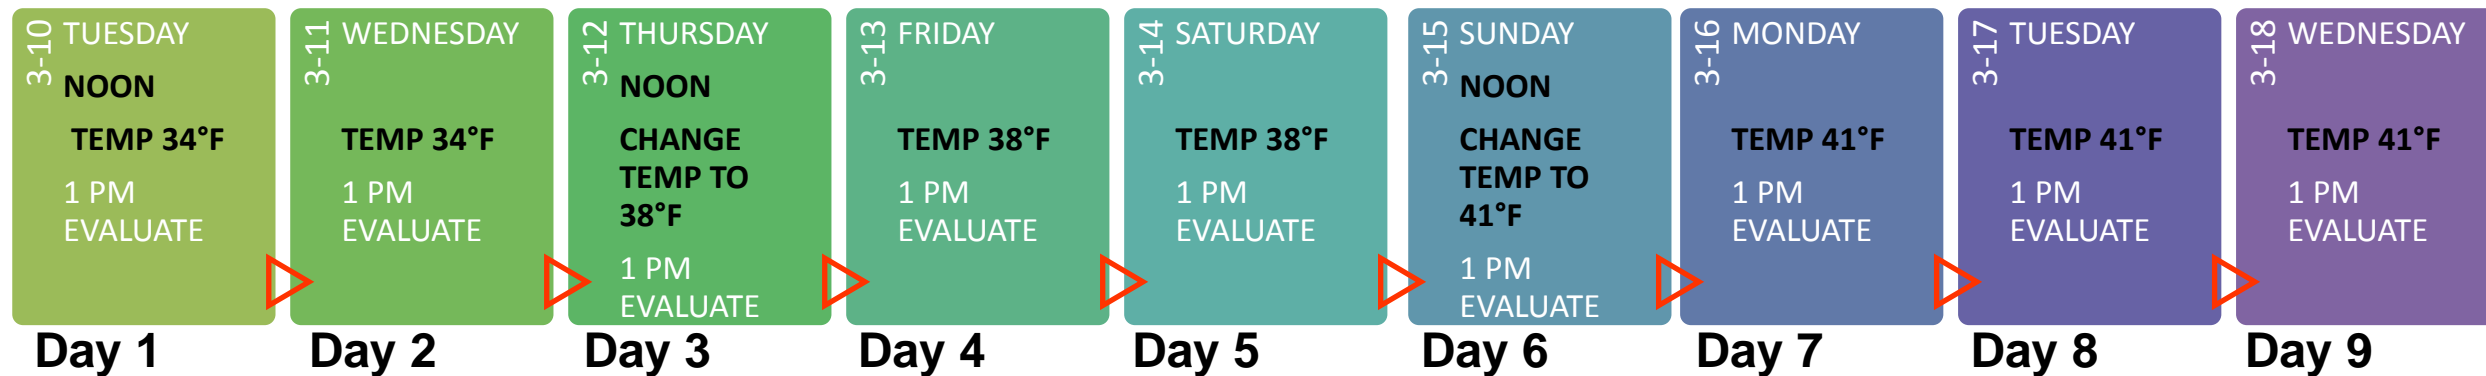 3-10
TUESDAY
NOON
TEMP 34°F
1 PM
EVALUATE
3-11
WEDNESDAY
TEMP 34°F
1 PM
EVALUATE
3-12
THURSDAY
NOON
CHANGE
TEMP TO
38°F
1 PM
EVALUATE
3-13
FRIDAY
TEMP 38°F
1 PM
EVALUATE
3-14
SATURDAY
TEMP 38°F
1 PM
EVALUATE
3-15
SUNDAY
NOON
CHANGE
TEMP TO
41°F
1 PM
EVALUATE
3-16
MONDAY
TEMP 41°F
1 PM
EVALUATE
3-17
TUESDAY
TEMP 41°F
1 PM
EVALUATE
3-18
WEDNESDAY
TEMP 41°F
1 PM
EVALUATE
Day 1
Day 2
Day 3
Day 4
Day 5
Day 6
Day 7
Day 8
Day 9